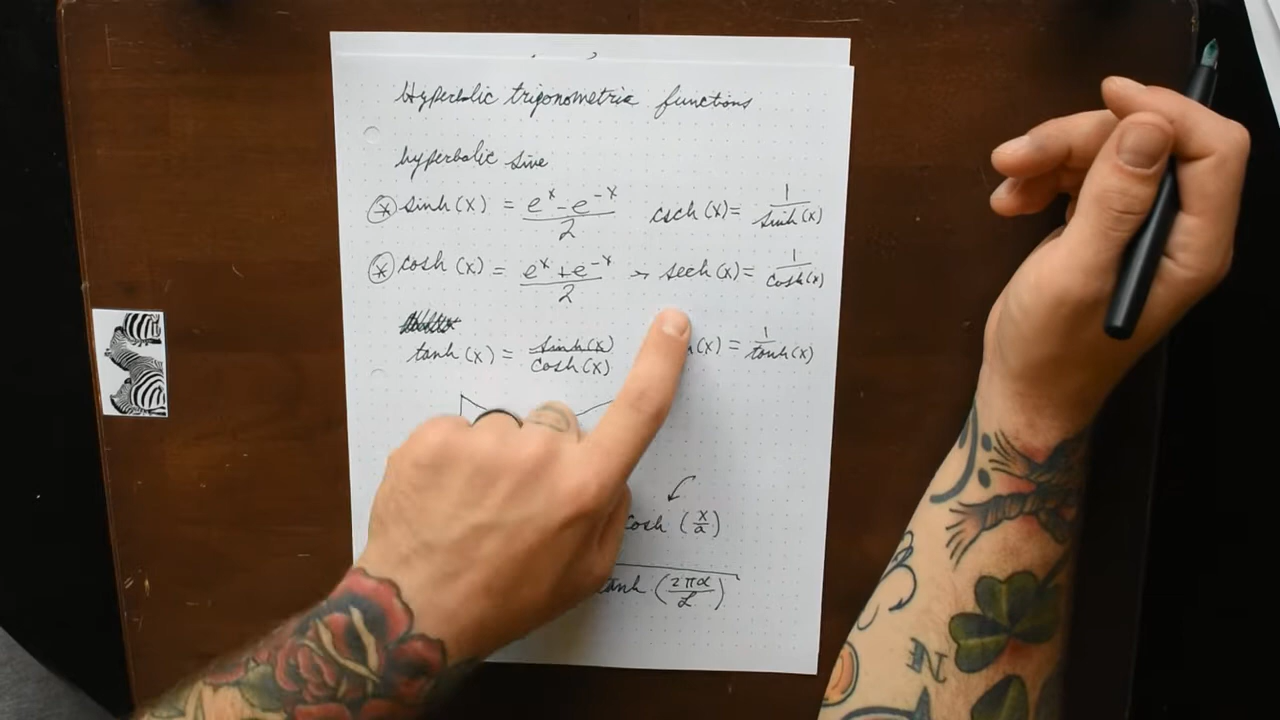 Hyperbolic trigonometric functions
hyperbolic sine
* sinh(x) = (e^x - e^-x)/2    csch(x) = 1/sinh(x)
* cosh(x) = (e^x + e^-x)/2 → sech(x) = 1/cosh(x)
tanh(x) = sinh(x)/cosh(x)    h(x) = 1/tanh(x)
cosh (x/a)
tanh (2πd/L)
N